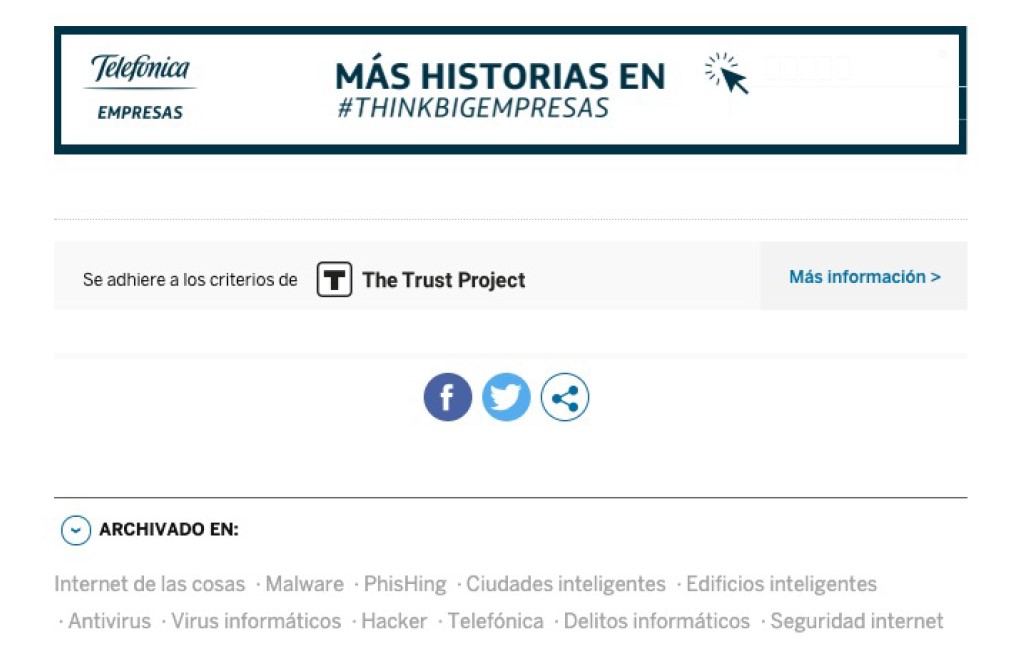 Telefónica
EMPRESAS
MÁS HISTORIAS EN
#THINKBIGEMPRESAS
Se adhiere a los criterios de T The Trust Project
Más información >
f
ARCHIVADO EN:
Internet de las cosas · Malware · PhisHing · Ciudades inteligentes · Edificios inteligentes
· Antivirus · Virus informáticos · Hacker · Telefónica · Delitos informáticos · Seguridad internet